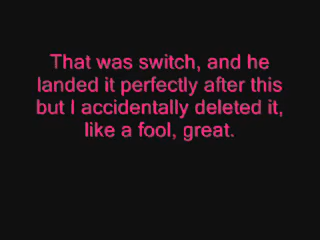 That was switch, and he
landed it perfectly after this
but I accidentally deleted it,
like a fool, great.